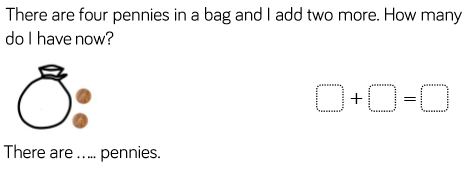 There are four pennies in a bag and I add two more. How many
do I have now?
+ =
There are ..... pennies.